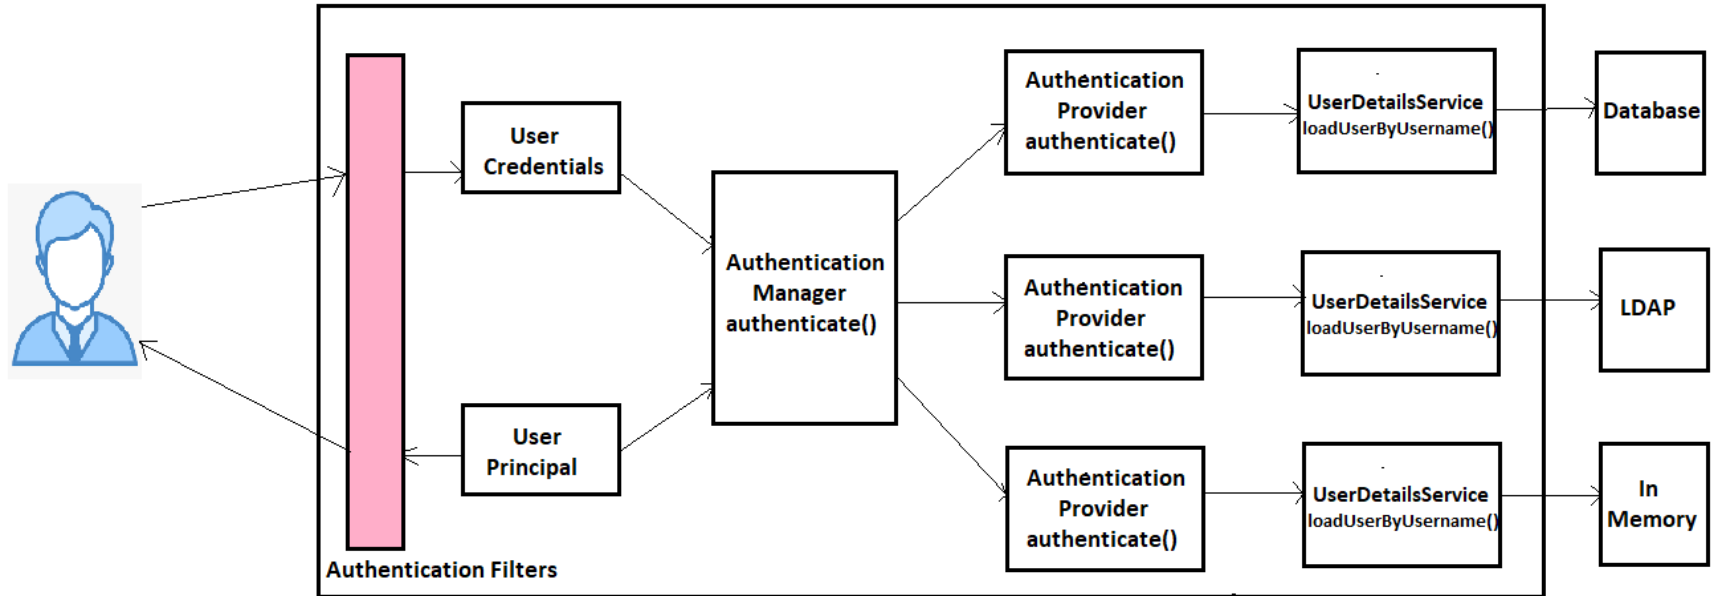 Authentication Filters
User
Credentials
User
Principal
Authentication
Manager
authenticate()
Authentication
Provider
authenticate()
UserDetailsService
loadUserByUsername()
Database
Authentication
Provider
authenticate()
UserDetailsService
loadUserByUsername()
LDAP
Authentication
Provider
authenticate()
UserDetailsService
loadUserByUsername()
In
Memory